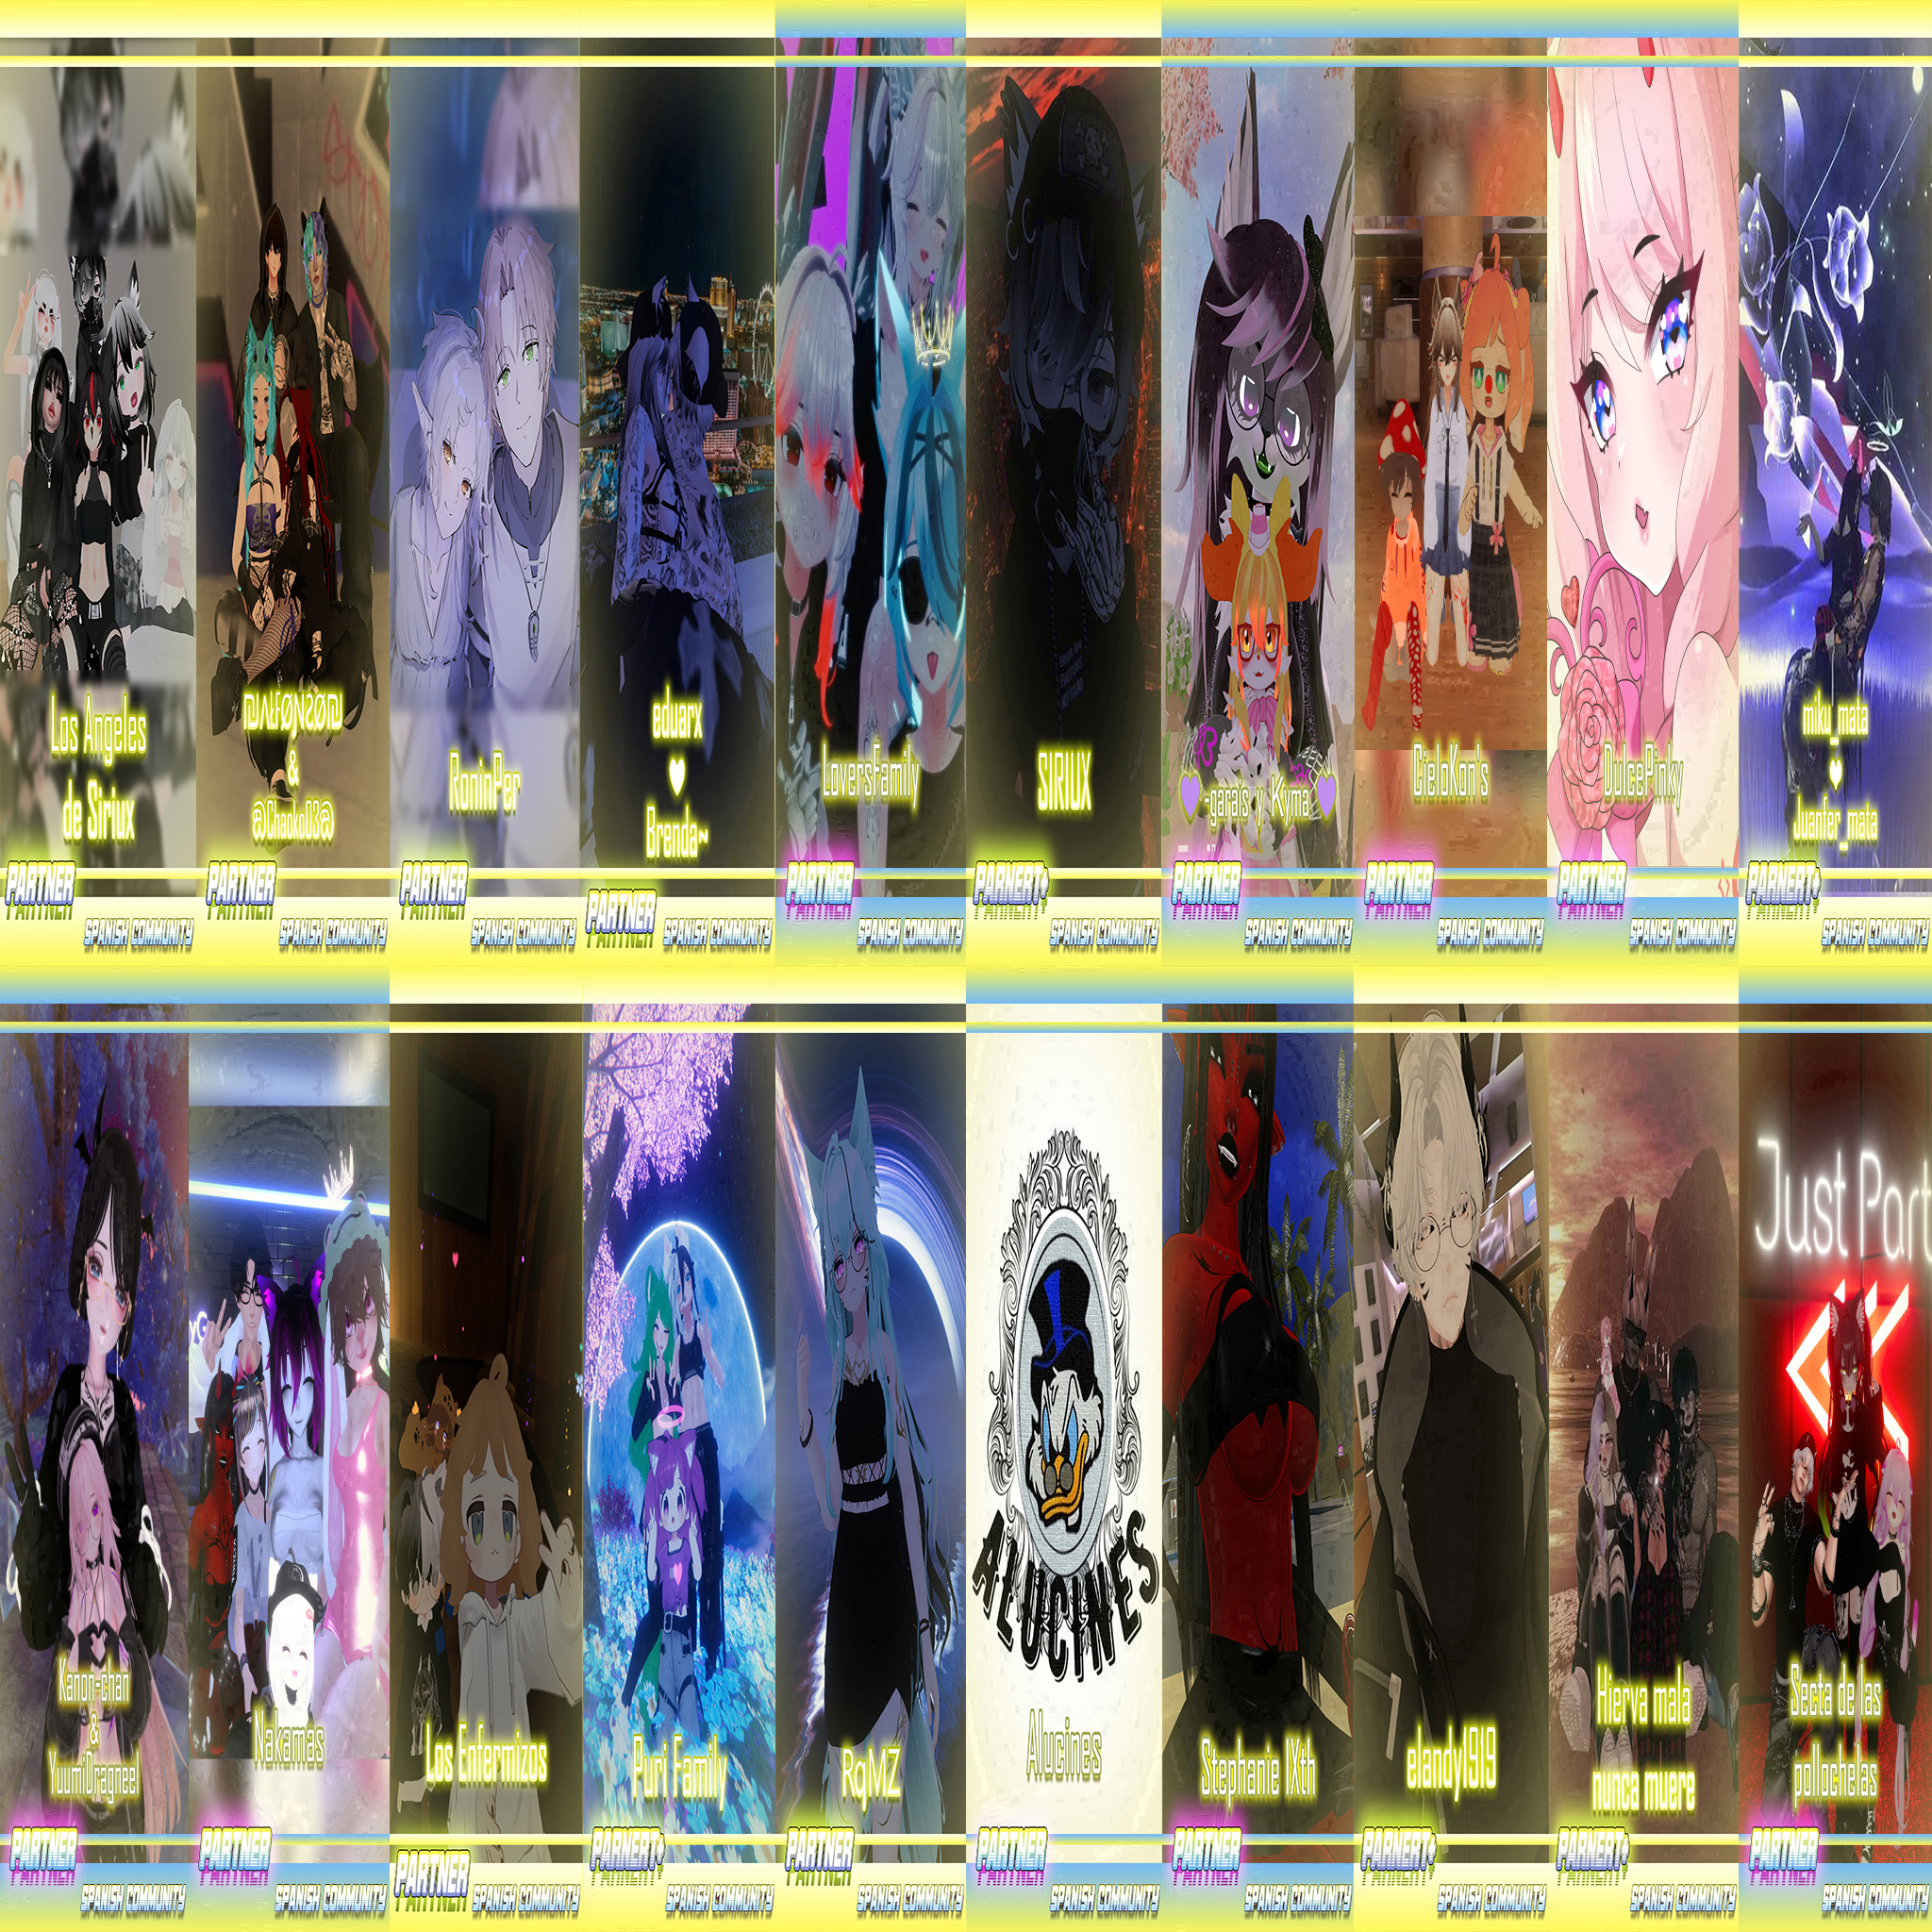 Los Angeles
de Siriux
PARTNER
SPANISH COMMUNITY
&
@Chaoko03@
PARTNER
SPANISH COMMUNITY
RoninPer
PARTNER
SPANISH COMMUNITY
eduarx
Brenda~
PARTNER
SPANISH COMMUNITY
LoversFamily
PARTNER
SPANISH COMMUNITY
SIRIUX
PARNERT+
SPANISH COMMUNITY
~garais y Kyma
PARTNER
SPANISH COMMUNITY
CieloKon's
PARTNER
SPANISH COMMUNITY
DulcePinky
PARTNER
SPANISH COMMUNITY
miku_mata
Juanfer_mata
PARNERT+
SPANISH COMMUNITY
Kanon-chan
&
YuumiDragneel
PARTNER
SPANISH COMMUNITY
Nakamas
PARTNER
SPANISH COMMUNITY
Los Enfermizos
PARTNER
SPANISH COMMUNITY
Puri Family
PARNERT+
SPANISH COMMUNITY
RqMZ
PARTNER
SPANISH COMMUNITY
ALUCINES
Alucines
PARTNER
SPANISH COMMUNITY
Stephanie IXth
PARTNER
SPANISH COMMUNITY
elandy1919
PARNERT+
SPANISH COMMUNITY
Hierva mala
nunca muere
PARNERT+
SPANISH COMMUNITY
Just Part
Secta de las
pollochelas
PARTNER
SPANISH COMMUNITY